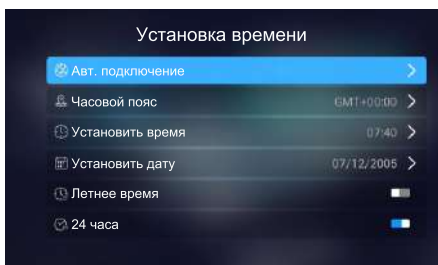 Установка времени
Авт. подключение
Часовой пояс GMT+00:00
Установить время 07:40
Установить дату 07/12/2005
Летнее время
24 часа